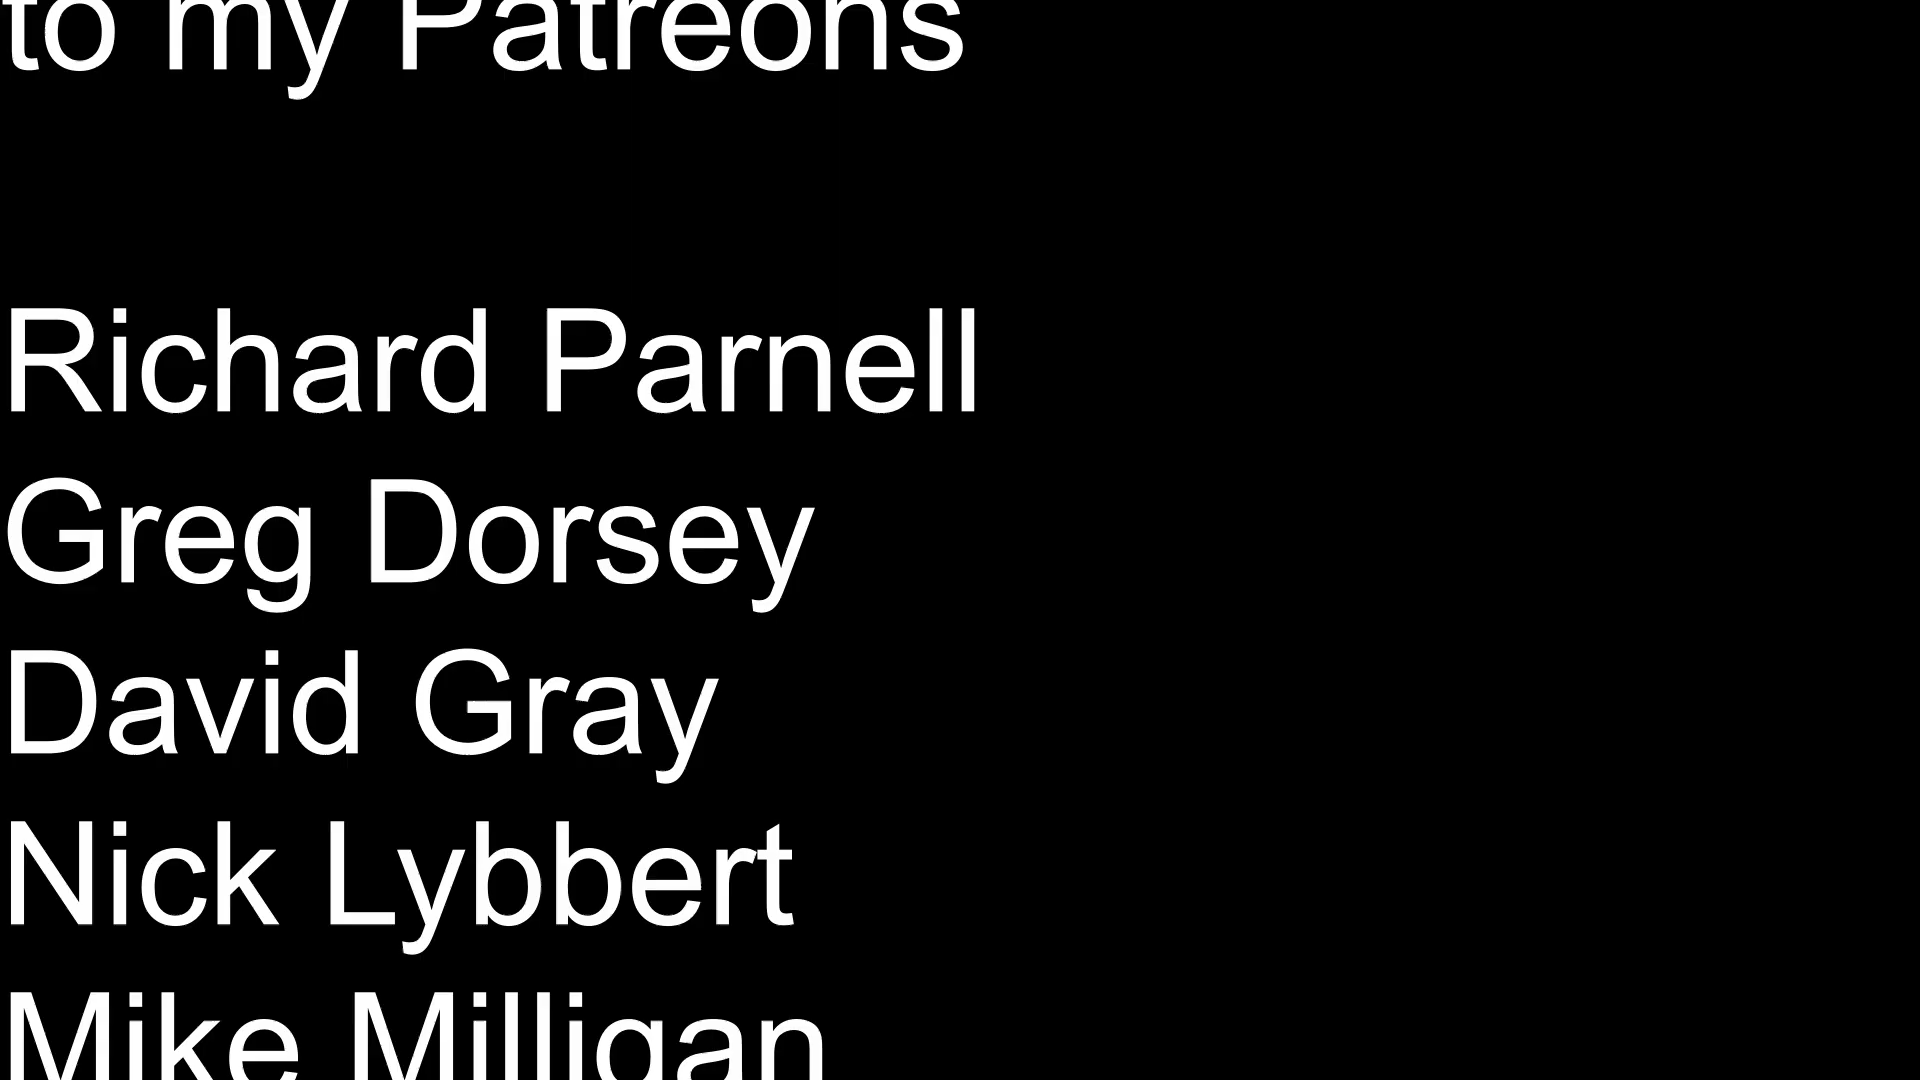 to my Patreons
Richard Parnell
Greg Dorsey
David Gray
Nick Lybbert
Mike Milligan